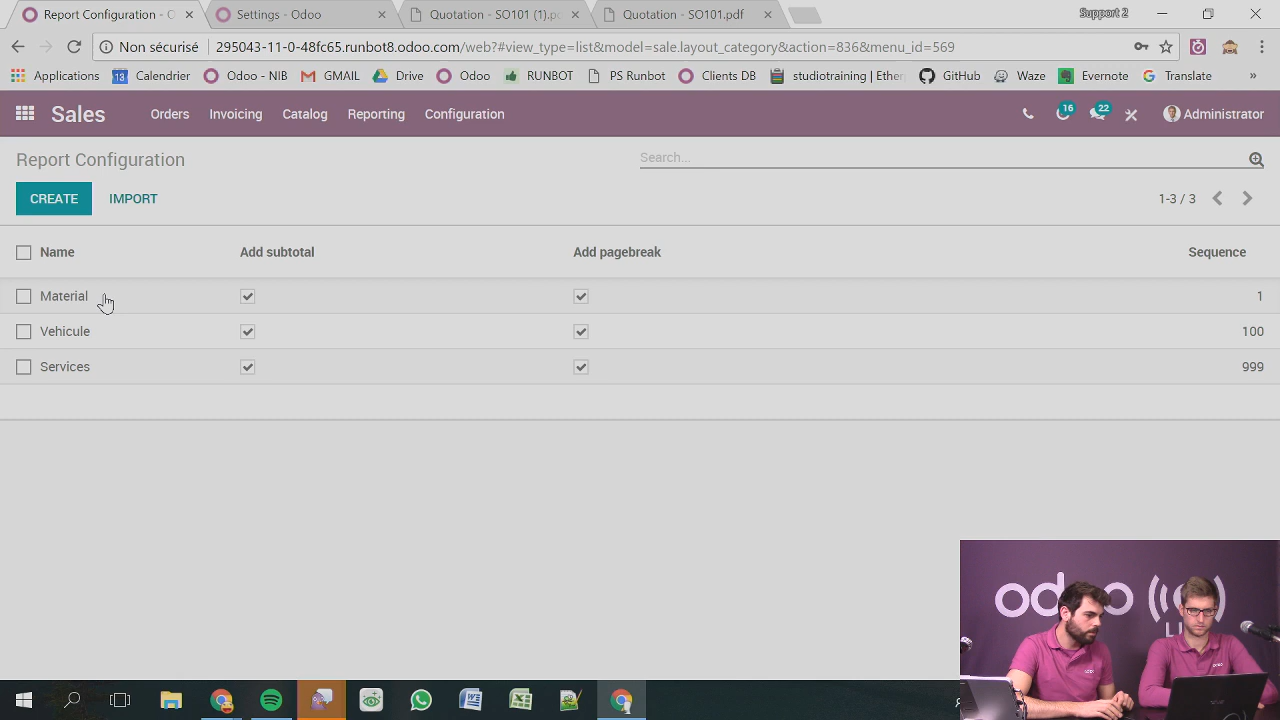 Report Configuration - O
Settings - Odoo
Quotation - SO101 (1).pd
Quotation - SO101.pdf
Support 2
Non sécurisé
295043-11-0-48fc65.runbot8.odoo.com/web?#view_type=list&model=sale.layout_category&action=836&menu_id=569
Applications
13
Calendrier
Odoo - NIB
GMAIL
Drive
Odoo
RUNBOT
PS Runbot
Clients DB
studiotraining | Ether
GitHub
Waze
Evernote
Translate
»
Sales
Orders
Invoicing
Catalog
Reporting
Configuration
16
22
Administrator
Report Configuration
Search...
CREATE
IMPORT
1-3 / 3
Name
Add subtotal
Add pagebreak
Sequence
Material
1
Vehicule
100
Services
999
odoo